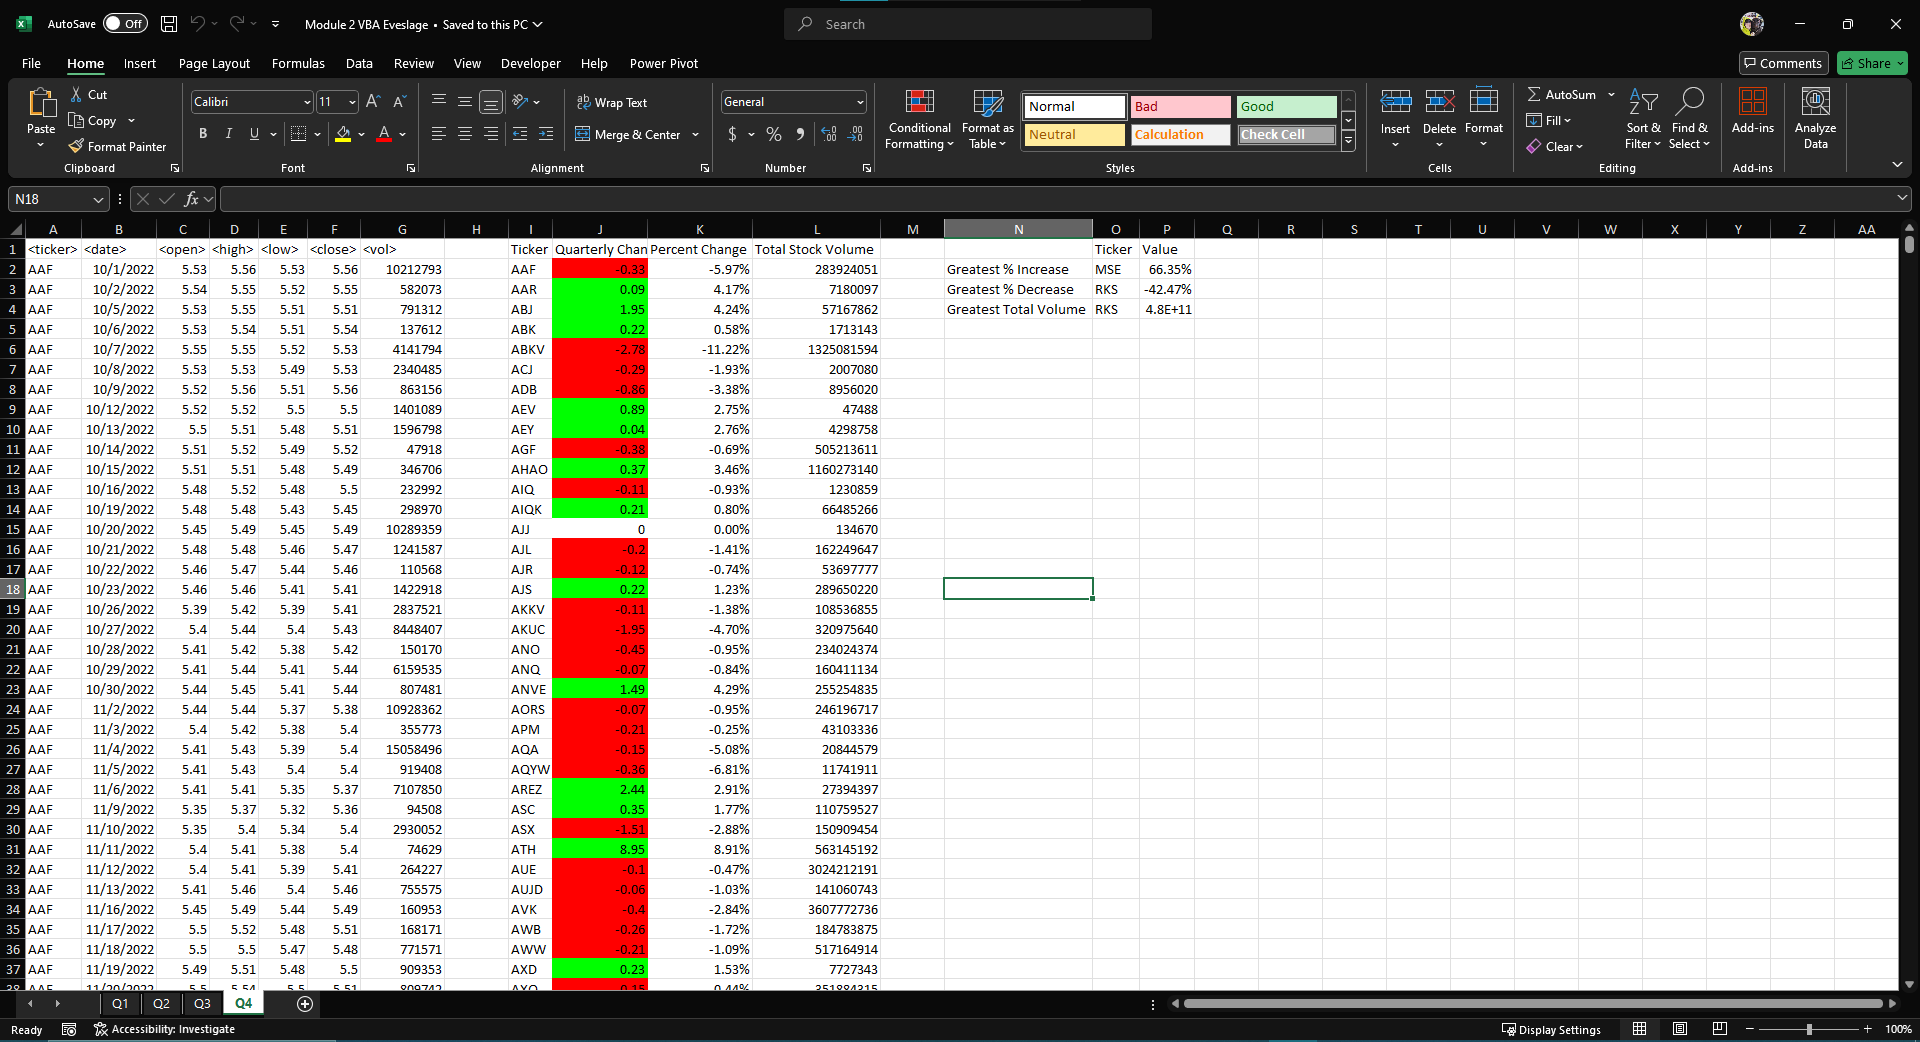 AutoSave Off Module 2 VBA Eveslage • Saved to this PC Search
File Home Insert Page Layout Formulas Data Review View Developer Help Power Pivot Comments Share
Paste Cut Copy Format Painter Clipboard
Calibri 11 B I U A Font
Wrap Text Merge & Center Alignment
General $ % Number
Conditional Formatting Format as Table Normal Bad Good Neutral Calculation Check Cell Styles
Insert Delete Format Cells
AutoSum Fill Clear Sort & Filter Find & Select Editing
Add-ins Add-ins
Analyze Data
N18 fx
A B C D E F G H I J K L M N O P Q R S T U V W X Y Z AA
1 <ticker> <date> <open> <high> <low> <close> <vol> Ticker Quarterly Chan Percent Change Total Stock Volume Ticker Value
2 AAF 10/1/2022 5.53 5.56 5.53 5.56 10212793 AAF -0.33 -5.97% 283924051 Greatest % Increase MSE 66.35%
3 AAF 10/2/2022 5.54 5.55 5.52 5.55 582073 AAR 0.09 4.17% 7180097 Greatest % Decrease RKS -42.47%
4 AAF 10/5/2022 5.53 5.55 5.51 5.51 791312 ABJ 1.95 4.24% 57167862 Greatest Total Volume RKS 4.8E+11
5 AAF 10/6/2022 5.53 5.54 5.51 5.54 137612 ABK 0.22 0.58% 1713143
6 AAF 10/7/2022 5.55 5.55 5.52 5.53 4141794 ABKV -2.78 -11.22% 1325081594
7 AAF 10/8/2022 5.53 5.53 5.49 5.53 2340485 ACJ -0.29 -1.93% 2007080
8 AAF 10/9/2022 5.52 5.56 5.51 5.56 863156 ADB -0.86 -3.38% 8956020
9 AAF 10/12/2022 5.52 5.52 5.5 5.5 1401089 AEV 0.89 2.75% 47488
10 AAF 10/13/2022 5.5 5.51 5.48 5.51 1596798 AEY 0.04 2.76% 4298758
11 AAF 10/14/2022 5.51 5.52 5.49 5.52 47918 AGF -0.38 -0.69% 505213611
12 AAF 10/15/2022 5.51 5.51 5.48 5.49 346706 AHAO 0.37 3.46% 1160273140
13 AAF 10/16/2022 5.48 5.52 5.48 5.5 232992 AIQ -0.11 -0.93% 1230859
14 AAF 10/19/2022 5.48 5.48 5.43 5.45 298970 AIQK 0.21 0.80% 66485266
15 AAF 10/20/2022 5.45 5.49 5.45 5.49 10289359 AJJ 0 0.00% 134670
16 AAF 10/21/2022 5.48 5.48 5.46 5.47 1241587 AJL -0.2 -1.41% 162249647
17 AAF 10/22/2022 5.46 5.47 5.44 5.46 110568 AJR -0.12 -0.74% 53697777
18 AAF 10/23/2022 5.46 5.46 5.41 5.41 1422918 AJS 0.22 1.23% 289650220
19 AAF 10/26/2022 5.39 5.42 5.39 5.41 2837521 AKKV -0.11 -1.38% 108536855
20 AAF 10/27/2022 5.4 5.44 5.4 5.43 8448407 AKUC -1.95 -4.70% 320975640
21 AAF 10/28/2022 5.41 5.42 5.38 5.42 150170 ANO -0.45 -0.95% 234024374
22 AAF 10/29/2022 5.41 5.44 5.41 5.44 6159535 ANQ -0.07 -0.84% 160411134
23 AAF 10/30/2022 5.44 5.45 5.41 5.44 807481 ANVE 1.49 4.29% 255254835
24 AAF 11/2/2022 5.44 5.44 5.37 5.38 10928362 AORS -0.07 -0.95% 246196717
25 AAF 11/3/2022 5.4 5.42 5.38 5.4 355773 APM -0.21 -0.25% 43103336
26 AAF 11/4/2022 5.41 5.43 5.39 5.4 15058496 AQA -0.15 -5.08% 20844579
27 AAF 11/5/2022 5.41 5.43 5.4 5.4 919408 AQYW -0.36 -6.81% 11741911
28 AAF 11/6/2022 5.41 5.41 5.35 5.37 7107850 AREZ 2.44 2.91% 27394397
29 AAF 11/9/2022 5.35 5.37 5.32 5.36 94508 ASC 0.35 1.77% 110759527
30 AAF 11/10/2022 5.35 5.4 5.34 5.4 2930052 ASX -1.51 -2.88% 150909454
31 AAF 11/11/2022 5.4 5.41 5.38 5.4 74629 ATH 8.95 8.91% 563145192
32 AAF 11/12/2022 5.4 5.41 5.39 5.41 264227 AUE -0.1 -0.47% 3024212191
33 AAF 11/13/2022 5.41 5.46 5.4 5.46 755575 AUJD -0.06 -1.03% 141060743
34 AAF 11/16/2022 5.45 5.49 5.44 5.49 160953 AVK -0.4 -2.84% 3607772736
35 AAF 11/17/2022 5.5 5.52 5.48 5.51 168171 AWB -0.26 -1.72% 184783875
36 AAF 11/18/2022 5.5 5.5 5.47 5.48 771571 AWW -0.21 -1.09% 517164914
37 AAF 11/19/2022 5.49 5.51 5.48 5.5 909353 AXD 0.23 1.53% 7727343
38 AAF 11/20/2022 5.5 5.54 5.5 5.51
Q1 Q2 Q3 Q4
Ready Accessibility: Investigate Display Settings 100%